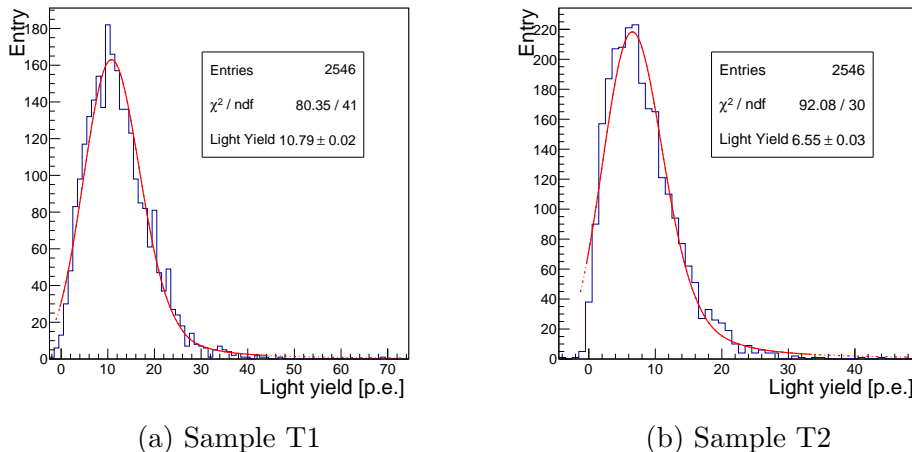 Entry
180
160
140
120
100
80
60
40
20
0
Entries 2546
χ² / ndf 80.35 / 41
Light Yield 10.79 ± 0.02
0 10 20 30 40 50 60 70
Light yield [p.e.]
(a) Sample T1
Entry
220
200
180
160
140
120
100
80
60
40
20
0
Entries 2546
χ² / ndf 92.08 / 30
Light Yield 6.55 ± 0.03
0 10 20 30 40
Light yield [p.e.]
(b) Sample T2